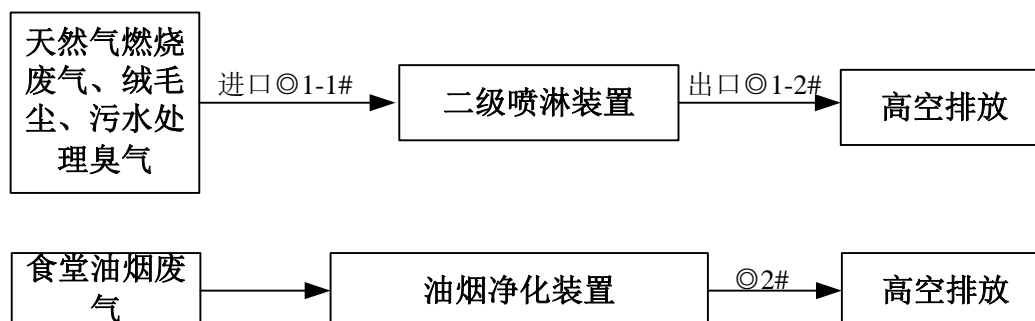 天然气燃烧
废气、绒毛
尘、污水处
理臭气
进口◎1-1#
二级喷淋装置
出口◎1-2#
高空排放
食堂油烟废
气
油烟净化装置
◎2#
高空排放